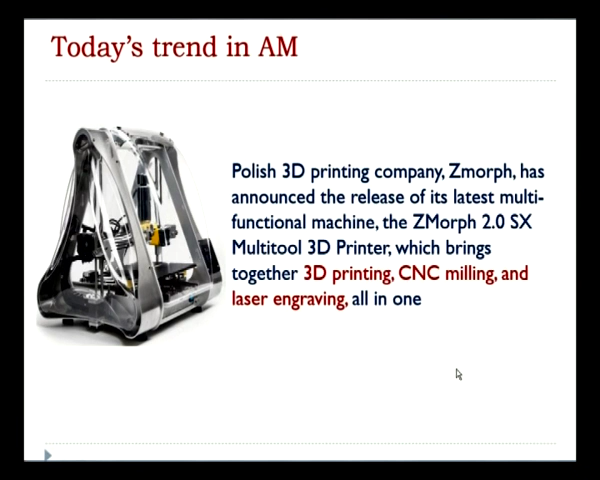 Today's trend in AM
Polish 3D printing company, Zmorph, has
announced the release of its latest multi-
functional machine, the ZMorph 2.0 SX
Multitool 3D Printer, which brings
together 3D printing, CNC milling, and
laser engraving, all in one